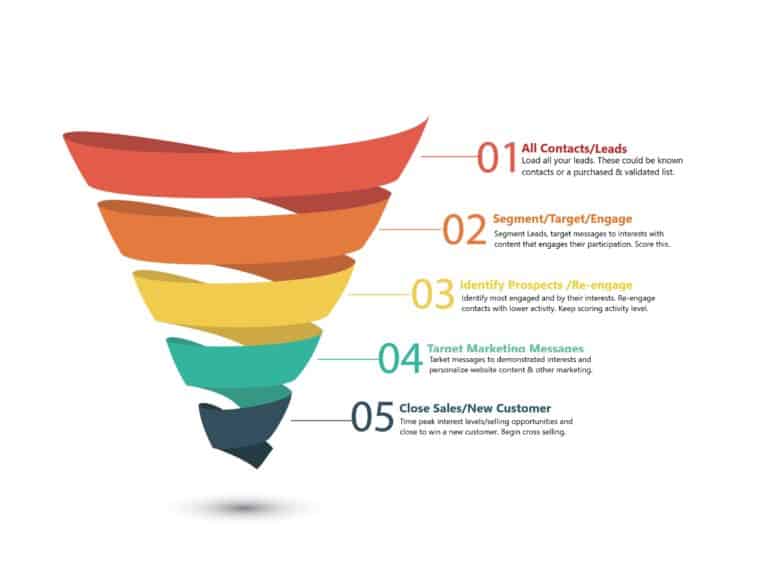 01
All Contacts/Leads
Load all your leads. These could be known
contacts or a purchased & validated list.
02
Segment/Target/Engage
Segment Leads, target messages to interests with
content that engages their participation. Score this.
03
Identify Prospects /Re-engage
Identify most engaged and by their interests. Re-engage
contacts with lower activity. Keep scoring activity level.
04
Target Marketing Messages
Tarket messages to demonstrated interests and
personalize website content & other marketing.
05
Close Sales/New Customer
Time peak interest levels/selling opportunities and
close to win a new customer. Begin cross selling.